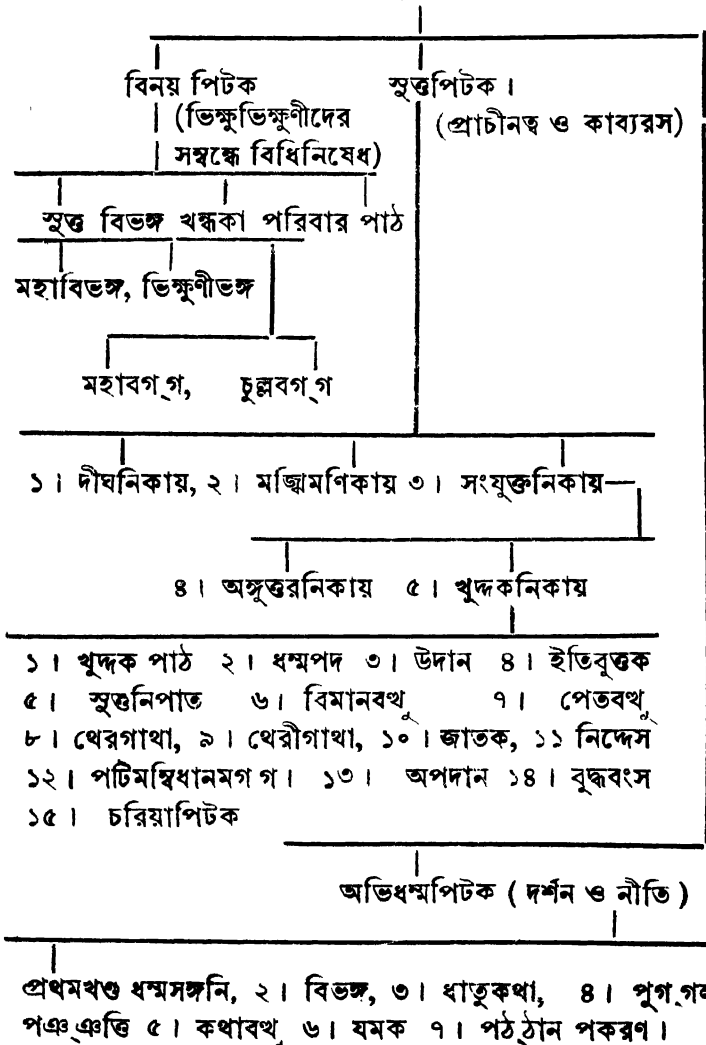 বিনয় পিটক সুত্তপিটক ।
(ভিক্ষুভিক্ষুণীদের (প্রাচীনত্ব ও কাব্যরস)
সম্বন্ধে বিধিনিষেধ)
সুত্ত বিভঙ্গ খন্ধকা পরিবার পাঠ
মহাবিভঙ্গ, ভিক্ষুণীভঙ্গ
মহাবগ্‌গ, চুল্লবগ্‌গ
১। দীঘনিকায়, ২। মজ্ঝিমণিকায় ৩। সংযুক্তনিকায়
৪। অঙ্গুত্তরনিকায় ৫। খুদ্দকনিকায়
১। খুদ্দক পাঠ ২। ধম্মপদ ৩। উদান ৪। ইতিবুত্তক
৫। সুত্তনিপাত ৬। বিমানবত্থু ৭। পেতবত্থু
৮। থেরগাথা, ৯। থেরীগাথা, ১০। জাতক, ১১ নিদ্দেস
১২। পটিমম্বিধানমগ গ। ১৩। অপদান ১৪। বুদ্ধবংস
১৫। চরিয়াপিটক
অভিধম্মপিটক ( দর্শন ও নীতি )
প্রথমখণ্ড ধম্মসঙ্গনি, ২। বিভঙ্গ, ৩। ধাতুকথা, ৪। পুগ্‌গল
পঞ্‌ঞত্তি ৫। কথাবত্থু ৬। যমক ৭। পঠ্‌ঠান পকরণ।